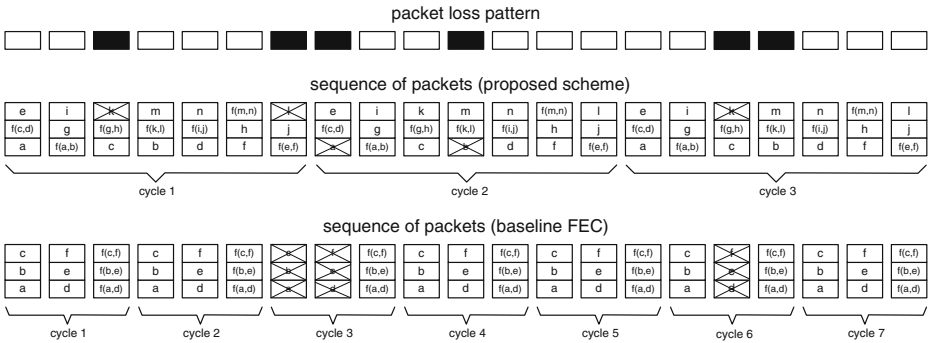 packet loss pattern
sequence of packets (proposed scheme)
e i k m n f(m,n) l e i k m n f(m,n) l e i k m n f(m,n) l
f(c,d) g f(g,h) f(k,l) f(i,j) h j f(c,d) g f(g,h) f(k,l) f(i,j) h j f(c,d) g f(g,h) f(k,l) f(i,j) h j
a f(a,b) c b d f f(e,f) a f(a,b) c b d f f(e,f) a f(a,b) c b d f f(e,f)
cycle 1 cycle 2 cycle 3
sequence of packets (baseline FEC)
c f f(c,f) c f f(c,f) c f f(c,f) c f f(c,f) c f f(c,f) c f f(c,f) c f f(c,f)
b e f(b,e) b e f(b,e) b e f(b,e) b e f(b,e) b e f(b,e) b e f(b,e) b e f(b,e)
a d f(a,d) a d f(a,d) a d f(a,d) a d f(a,d) a d f(a,d) a d f(a,d) a d f(a,d)
cycle 1 cycle 2 cycle 3 cycle 4 cycle 5 cycle 6 cycle 7